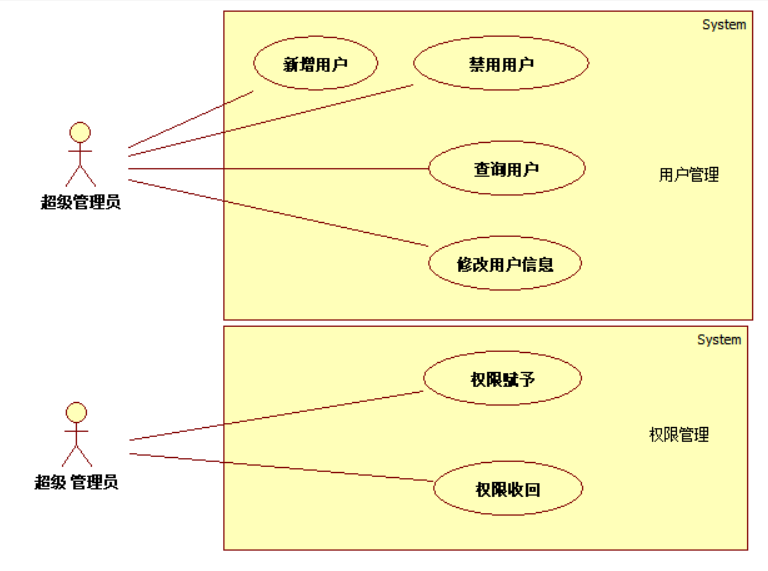 System
新增用户
禁用用户
查询用户
用户管理
超级管理员
修改用户信息
System
权限赋予
权限管理
超级 管理员
权限收回